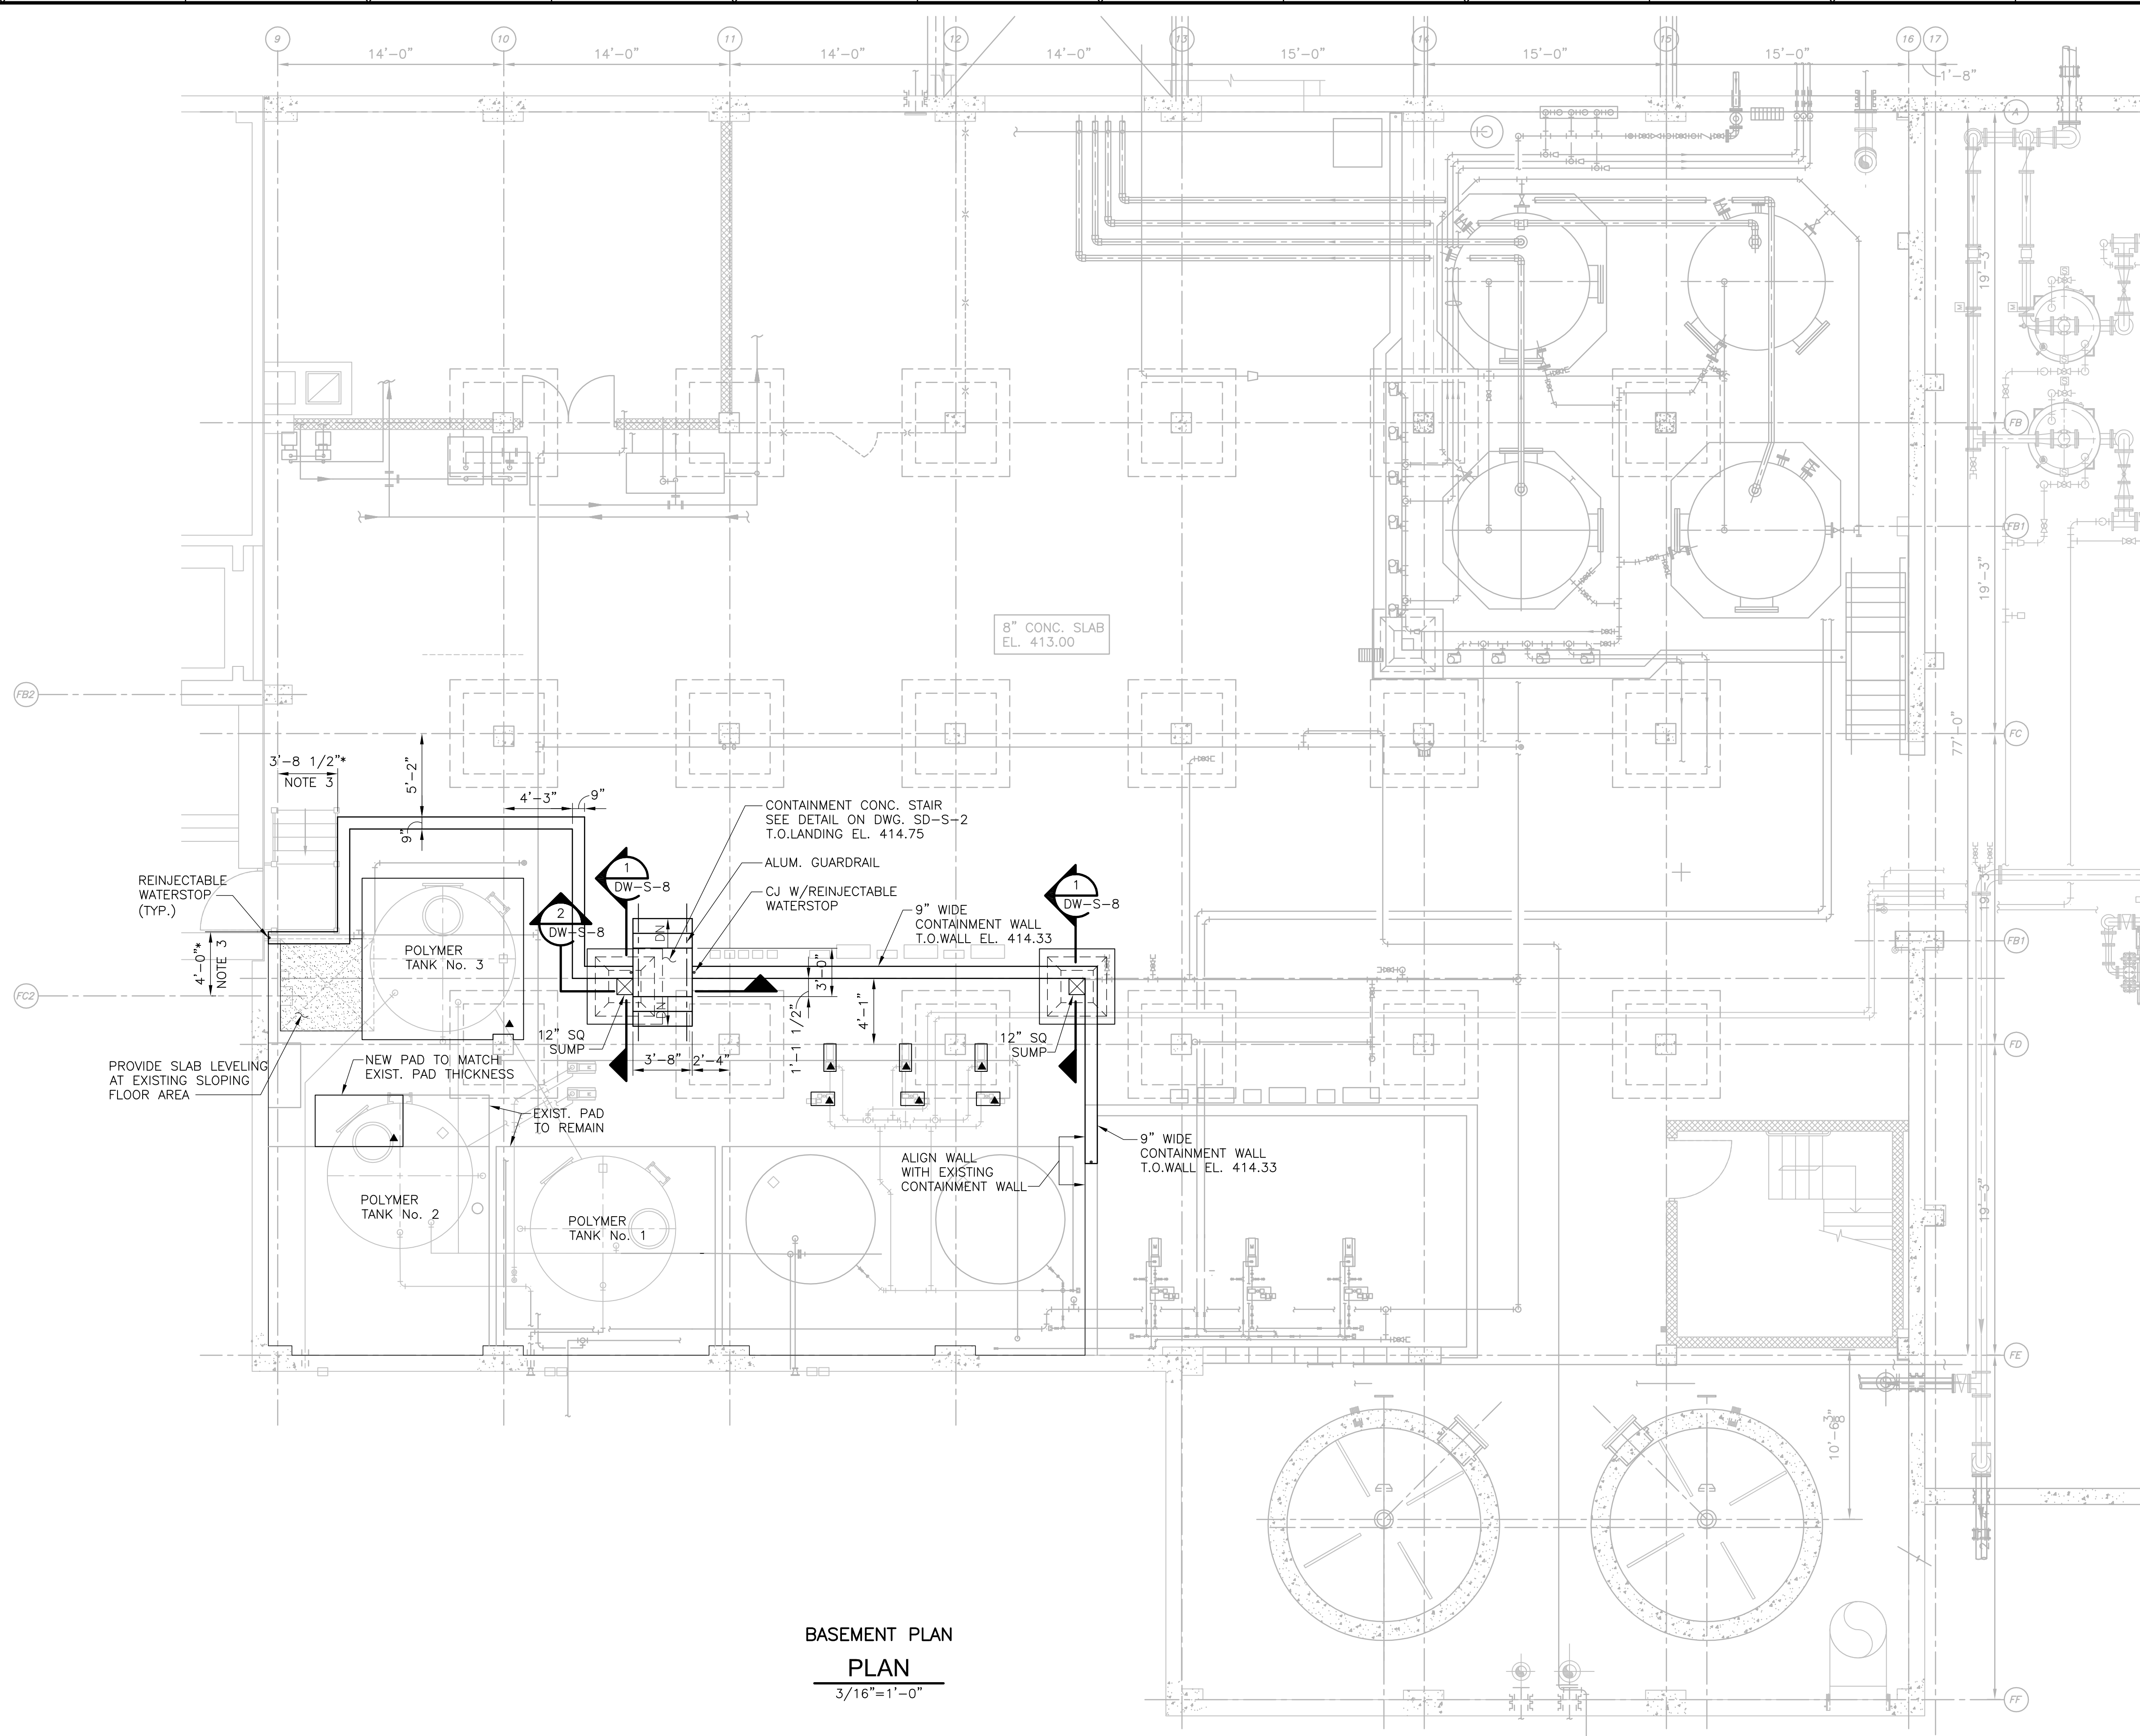 9
10
11
12
13
14
15
16
17
14'-0"
14'-0"
14'-0"
14'-0"
15'-0"
15'-0"
15'-0"
1'-8"
A
19'-3"
FB
FB1
19'-3"
8" CONC. SLAB
EL. 413.00
FB2
77'-0"
FC
3'-8 1/2"*
NOTE 3
5'-2"
4'-3"
9"
9"
CONTAINMENT CONC. STAIR
SEE DETAIL ON DWG. SD-S-2
T.O.LANDING EL. 414.75
ALUM. GUARDRAIL
CJ W/REINJECTABLE
WATERSTOP
REINJECTABLE
WATERSTOP
(TYP.)
1
DW-S-8
2
DW-S-8
1
DW-S-8
9" WIDE
CONTAINMENT WALL
T.O.WALL EL. 414.33
19'-3"
FB1
DN
DN
4'-0"*
NOTE 3
POLYMER
TANK No. 3
3'-0"
4'-1"
1'-1 1/2"
FC2
12" SQ
SUMP
12" SQ
SUMP
FD
3'-8"
2'-4"
PROVIDE SLAB LEVELING
AT EXISTING SLOPING
FLOOR AREA
NEW PAD TO MATCH
EXIST. PAD THICKNESS
EXIST. PAD
TO REMAIN
9" WIDE
CONTAINMENT WALL
T.O.WALL EL. 414.33
ALIGN WALL
WITH EXISTING
CONTAINMENT WALL
POLYMER
TANK No. 2
POLYMER
TANK No. 1
19'-3"
FE
FF
BASEMENT PLAN
PLAN
3/16"=1'-0"